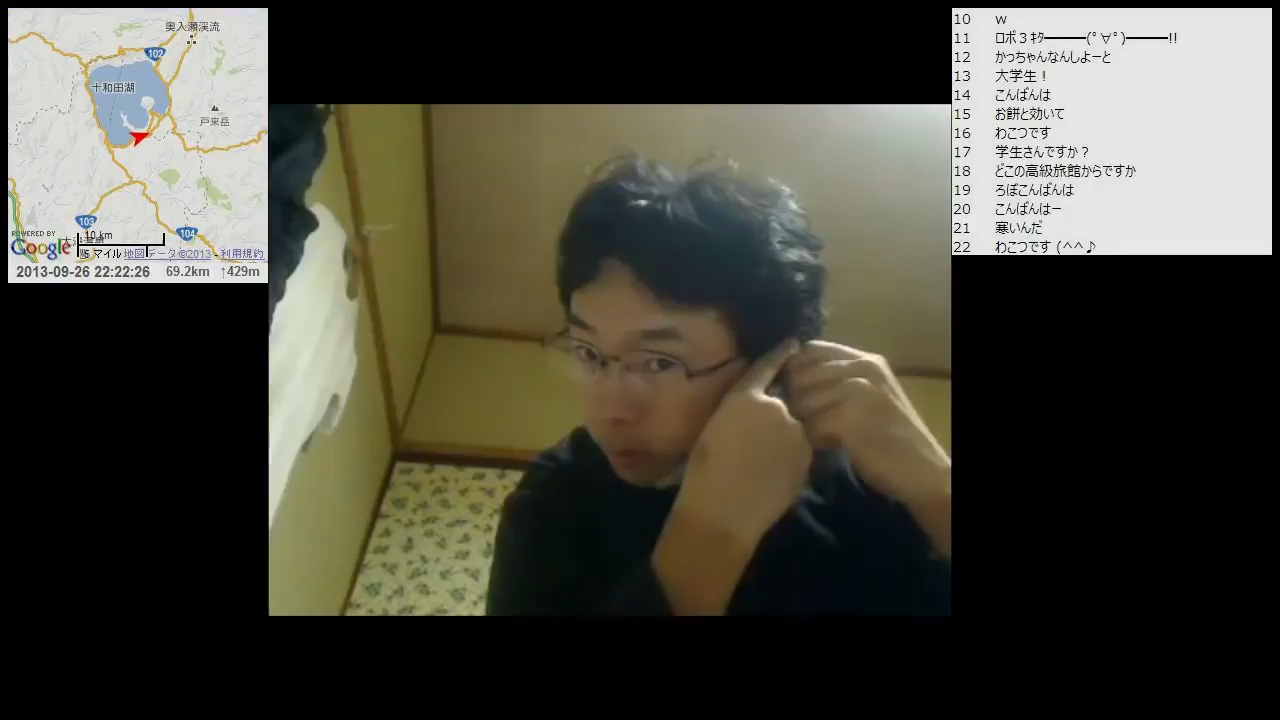 奥入瀬渓流
102
十和田湖
戸来岳
103
104
POWERED BY
Google
10 km
5 マイル
地図データ©2013 - 利用規約
2013-09-26 22:22:26 69.2km ↑429m
10 w
11 ﾛﾎﾞ３ｷﾀ━━━(ﾟ∀ﾟ)━━━!!
12 かっちゃんなんしよーと
13 大学生！
14 こんばんは
15 お餅と効いて
16 わこつです
17 学生さんですか？
18 どこの高級旅館からですか
19 ろぼこんばんは
20 こんばんはー
21 寒いんだ
22 わこつです (^^♪